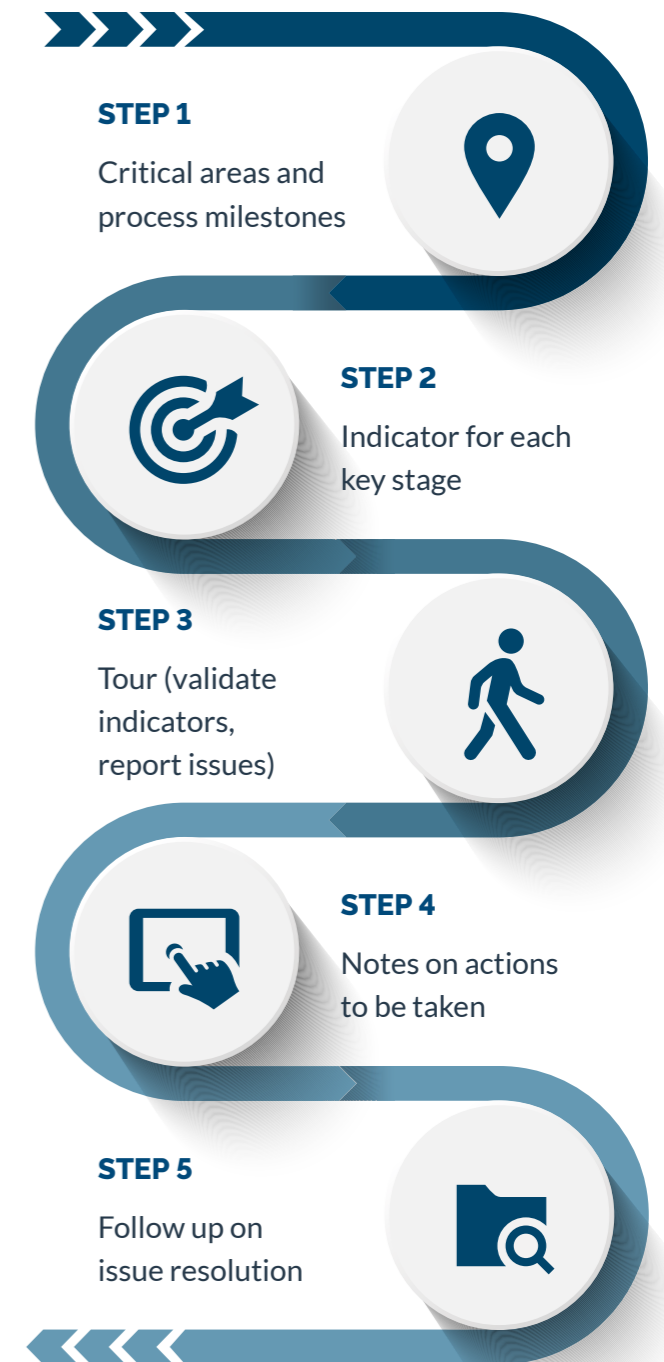 STEP 1
Critical areas and
process milestones
STEP 2
Indicator for each
key stage
STEP 3
Tour (validate
indicators,
report issues)
STEP 4
Notes on actions
to be taken
STEP 5
Follow up on
issue resolution